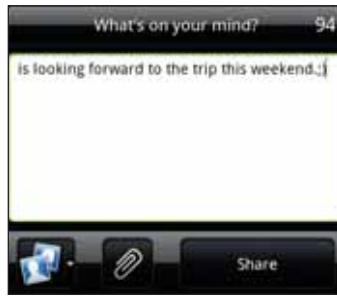 What's on your mind? 94
is looking forward to the trip this weekend.;)
Share